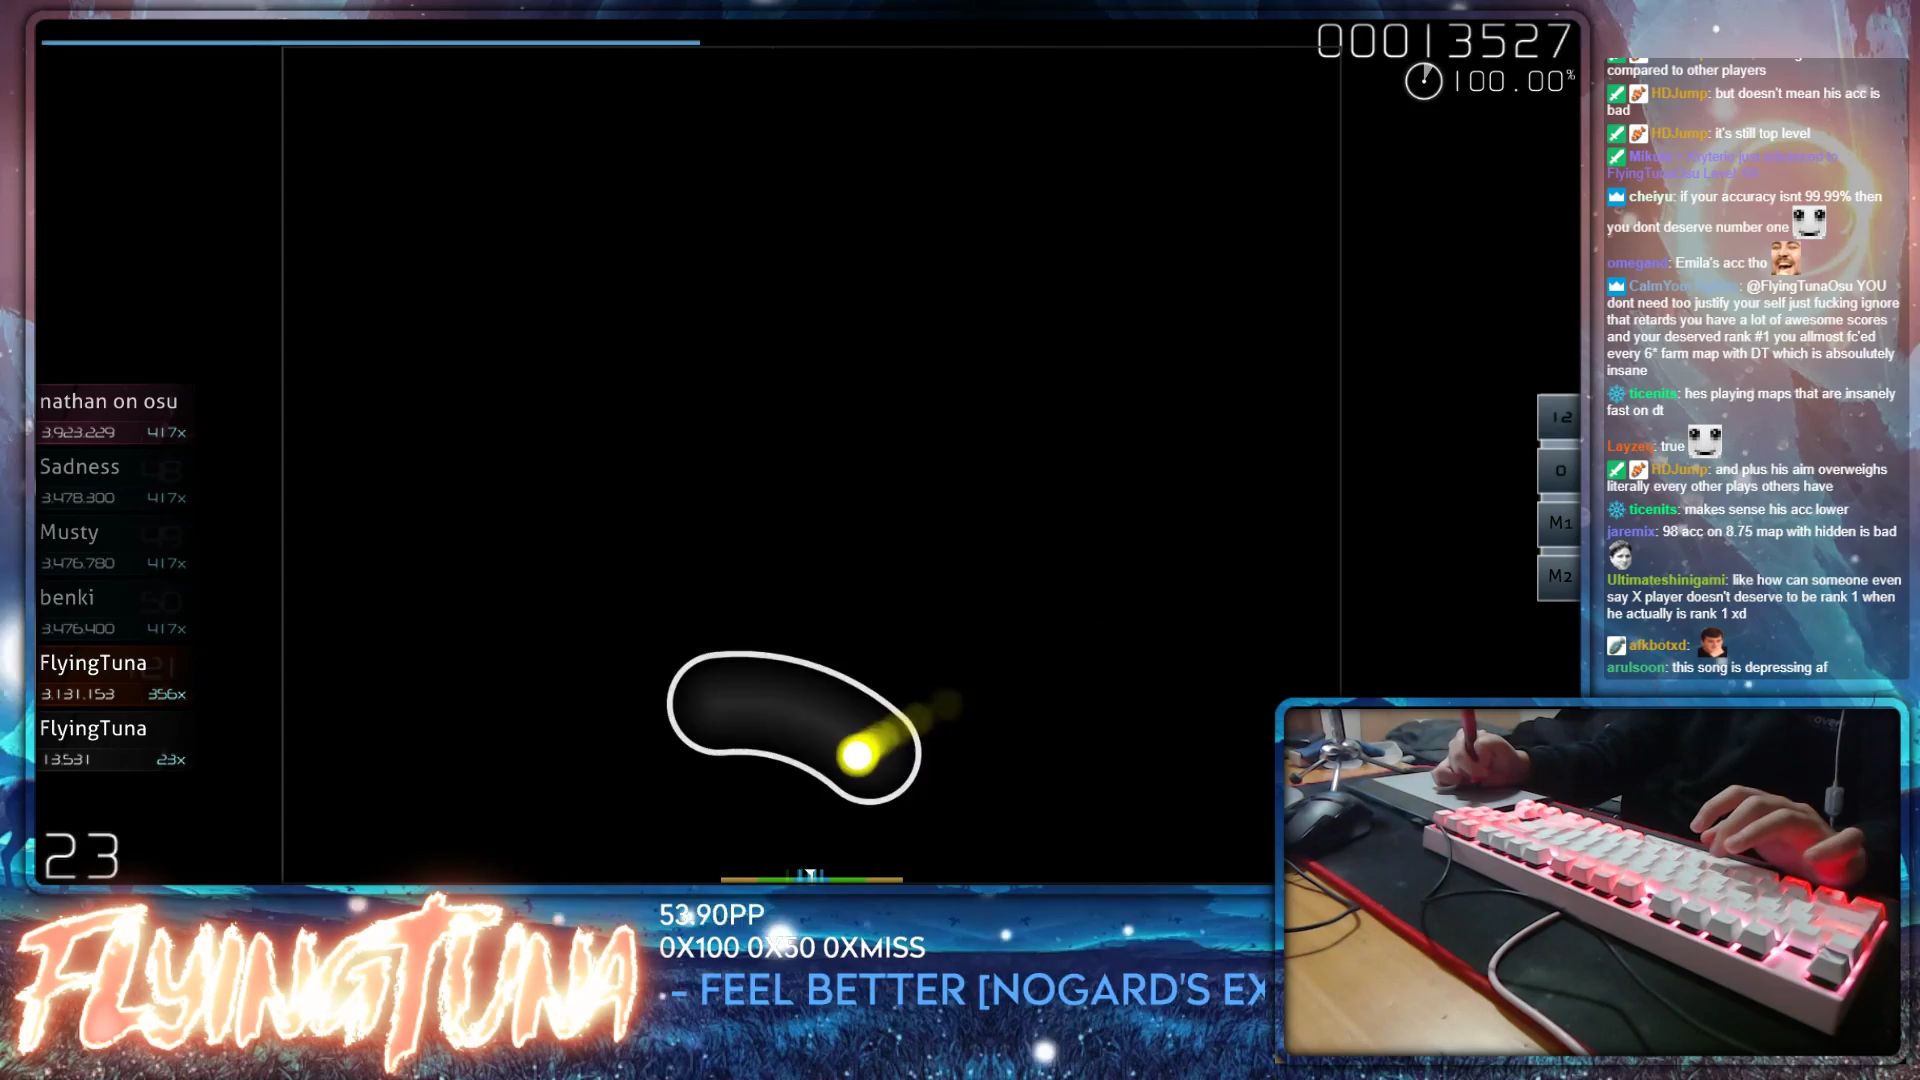 00013527
100.00%
nathan on osu
3.923.229 417x
Sadness
3.478.300 417x
Musty
3.476.780 417x
benki
3.476.400 417x
FlyingTuna
3.131.153 356x
FlyingTuna
13.531 23x
23
12
0
M1
M2
compared to other players
HDJump: but doesn't mean his acc is
bad
HDJump: it's still top level
just advanced to
FlyingTunaOsu Level
cheiyu: if your accuracy isnt 99.99% then
you dont deserve number one
omegano: Emila's acc tho
@FlyingTunaOsu YOU
dont need too justify your self just fucking ignore
that retards you have a lot of awesome scores
and your deserved rank #1 you allmost fc'ed
every 6* farm map with DT which is absoulutely
insane
ticenits: hes playing maps that are insanely
fast on dt
Layzee: true
HDJump: and plus his aim overweighs
literally every other plays others have
ticenits: makes sense his acc lower
jaremix: 98 acc on 8.75 map with hidden is bad
Ultimateshinigami: like how can someone even
say X player doesn't deserve to be rank 1 when
he actually is rank 1 xd
afkbotxd:
arulsoon: this song is depressing af
FLYINGTUNA
53.90PP
0X100 0X50 0XMISS
- FEEL BETTER [NOGARD'S EX